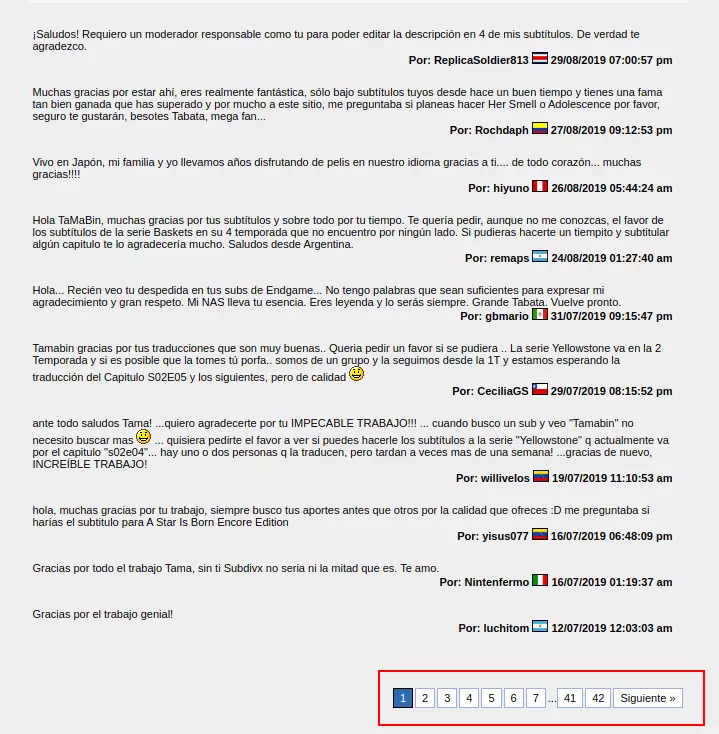 ¡Saludos! Requiero un moderador responsable como tu para poder editar la descripción en 4 de mis subtítulos. De verdad te
agradezco.
Por: ReplicaSoldier813 29/08/2019 07:00:57 pm
Muchas gracias por estar ahí, eres realmente fantástica, sólo bajo subtítulos tuyos desde hace un buen tiempo y tienes una fama
tan bien ganada que has superado y por mucho a este sitio, me preguntaba si planeas hacer Her Smell o Adolescence por favor,
seguro te gustarán, besotes Tabata, mega fan...
Por: Rochdaph 27/08/2019 09:12:53 pm
Vivo en Japón, mi familia y yo llevamos años disfrutando de pelis en nuestro idioma gracias a ti.... de todo corazón... muchas
gracias!!!!
Por: hiyuno 26/08/2019 05:44:24 am
Hola TaMaBin, muchas gracias por tus subtítulos y sobre todo por tu tiempo. Te quería pedir, aunque no me conozcas, el favor de
los subtítulos de la serie Baskets en su 4 temporada que no encuentro por ningún lado. Si pudieras hacerte un tiempito y subtitular
algún capitulo te lo agradecería mucho. Saludos desde Argentina.
Por: remaps 24/08/2019 01:27:40 am
Hola... Recién veo tu despedida en tus subs de Endgame... No tengo palabras que sean suficientes para expresar mi
agradecimiento y gran respeto. Mi NAS lleva tu esencia. Eres leyenda y lo serás siempre. Grande Tabata. Vuelve pronto.
Por: gbmario 31/07/2019 09:15:47 pm
Tamabin gracias por tus traducciones que son muy buenas.. Queria pedir un favor si se pudiera .. La serie Yellowstone va en la 2
Temporada y si es posible que la tomes tú porfa.. somos de un grupo y la seguimos desde la 1T y estamos esperando la
traducción del Capitulo S02E05 y los siguientes, pero de calidad
Por: CeciliaGS 29/07/2019 08:15:52 pm
ante todo saludos Tama! ...quiero agradecerte por tu IMPECABLE TRABAJO!!! ... cuando busco un sub y veo "Tamabin" no
necesito buscar mas ... quisiera pedirte el favor a ver si puedes hacerle los subtítulos a la serie "Yellowstone" q actualmente va
por el capitulo "s02e04"... hay uno o dos personas q la traducen, pero tardan a veces mas de una semana! ...gracias de nuevo,
INCREÍBLE TRABAJO!
Por: willivelos 19/07/2019 11:10:53 am
hola, muchas gracias por tu trabajo, siempre busco tus aportes antes que otros por la calidad que ofreces :D me preguntaba si
harías el subtitulo para A Star Is Born Encore Edition
Por: yisus077 16/07/2019 06:48:09 pm
Gracias por todo el trabajo Tama, sin ti Subdivx no seria ni la mitad que es. Te amo.
Por: Nintenfermo 16/07/2019 01:19:37 am
Gracias por el trabajo genial!
Por: luchitom 12/07/2019 12:03:03 am
1 2 3 4 5 6 7 ... 41 42 Siguiente »